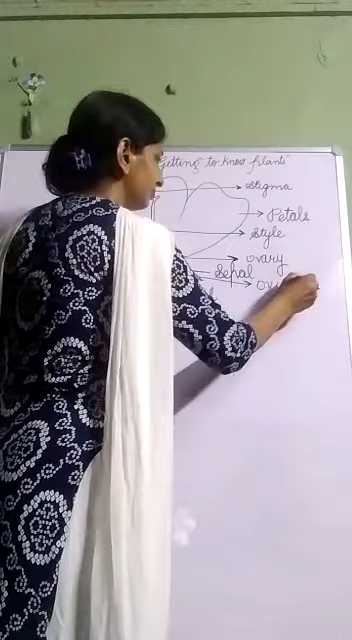 Getting to know plants"
Stigma
Petals
Style
ovary
Sepal